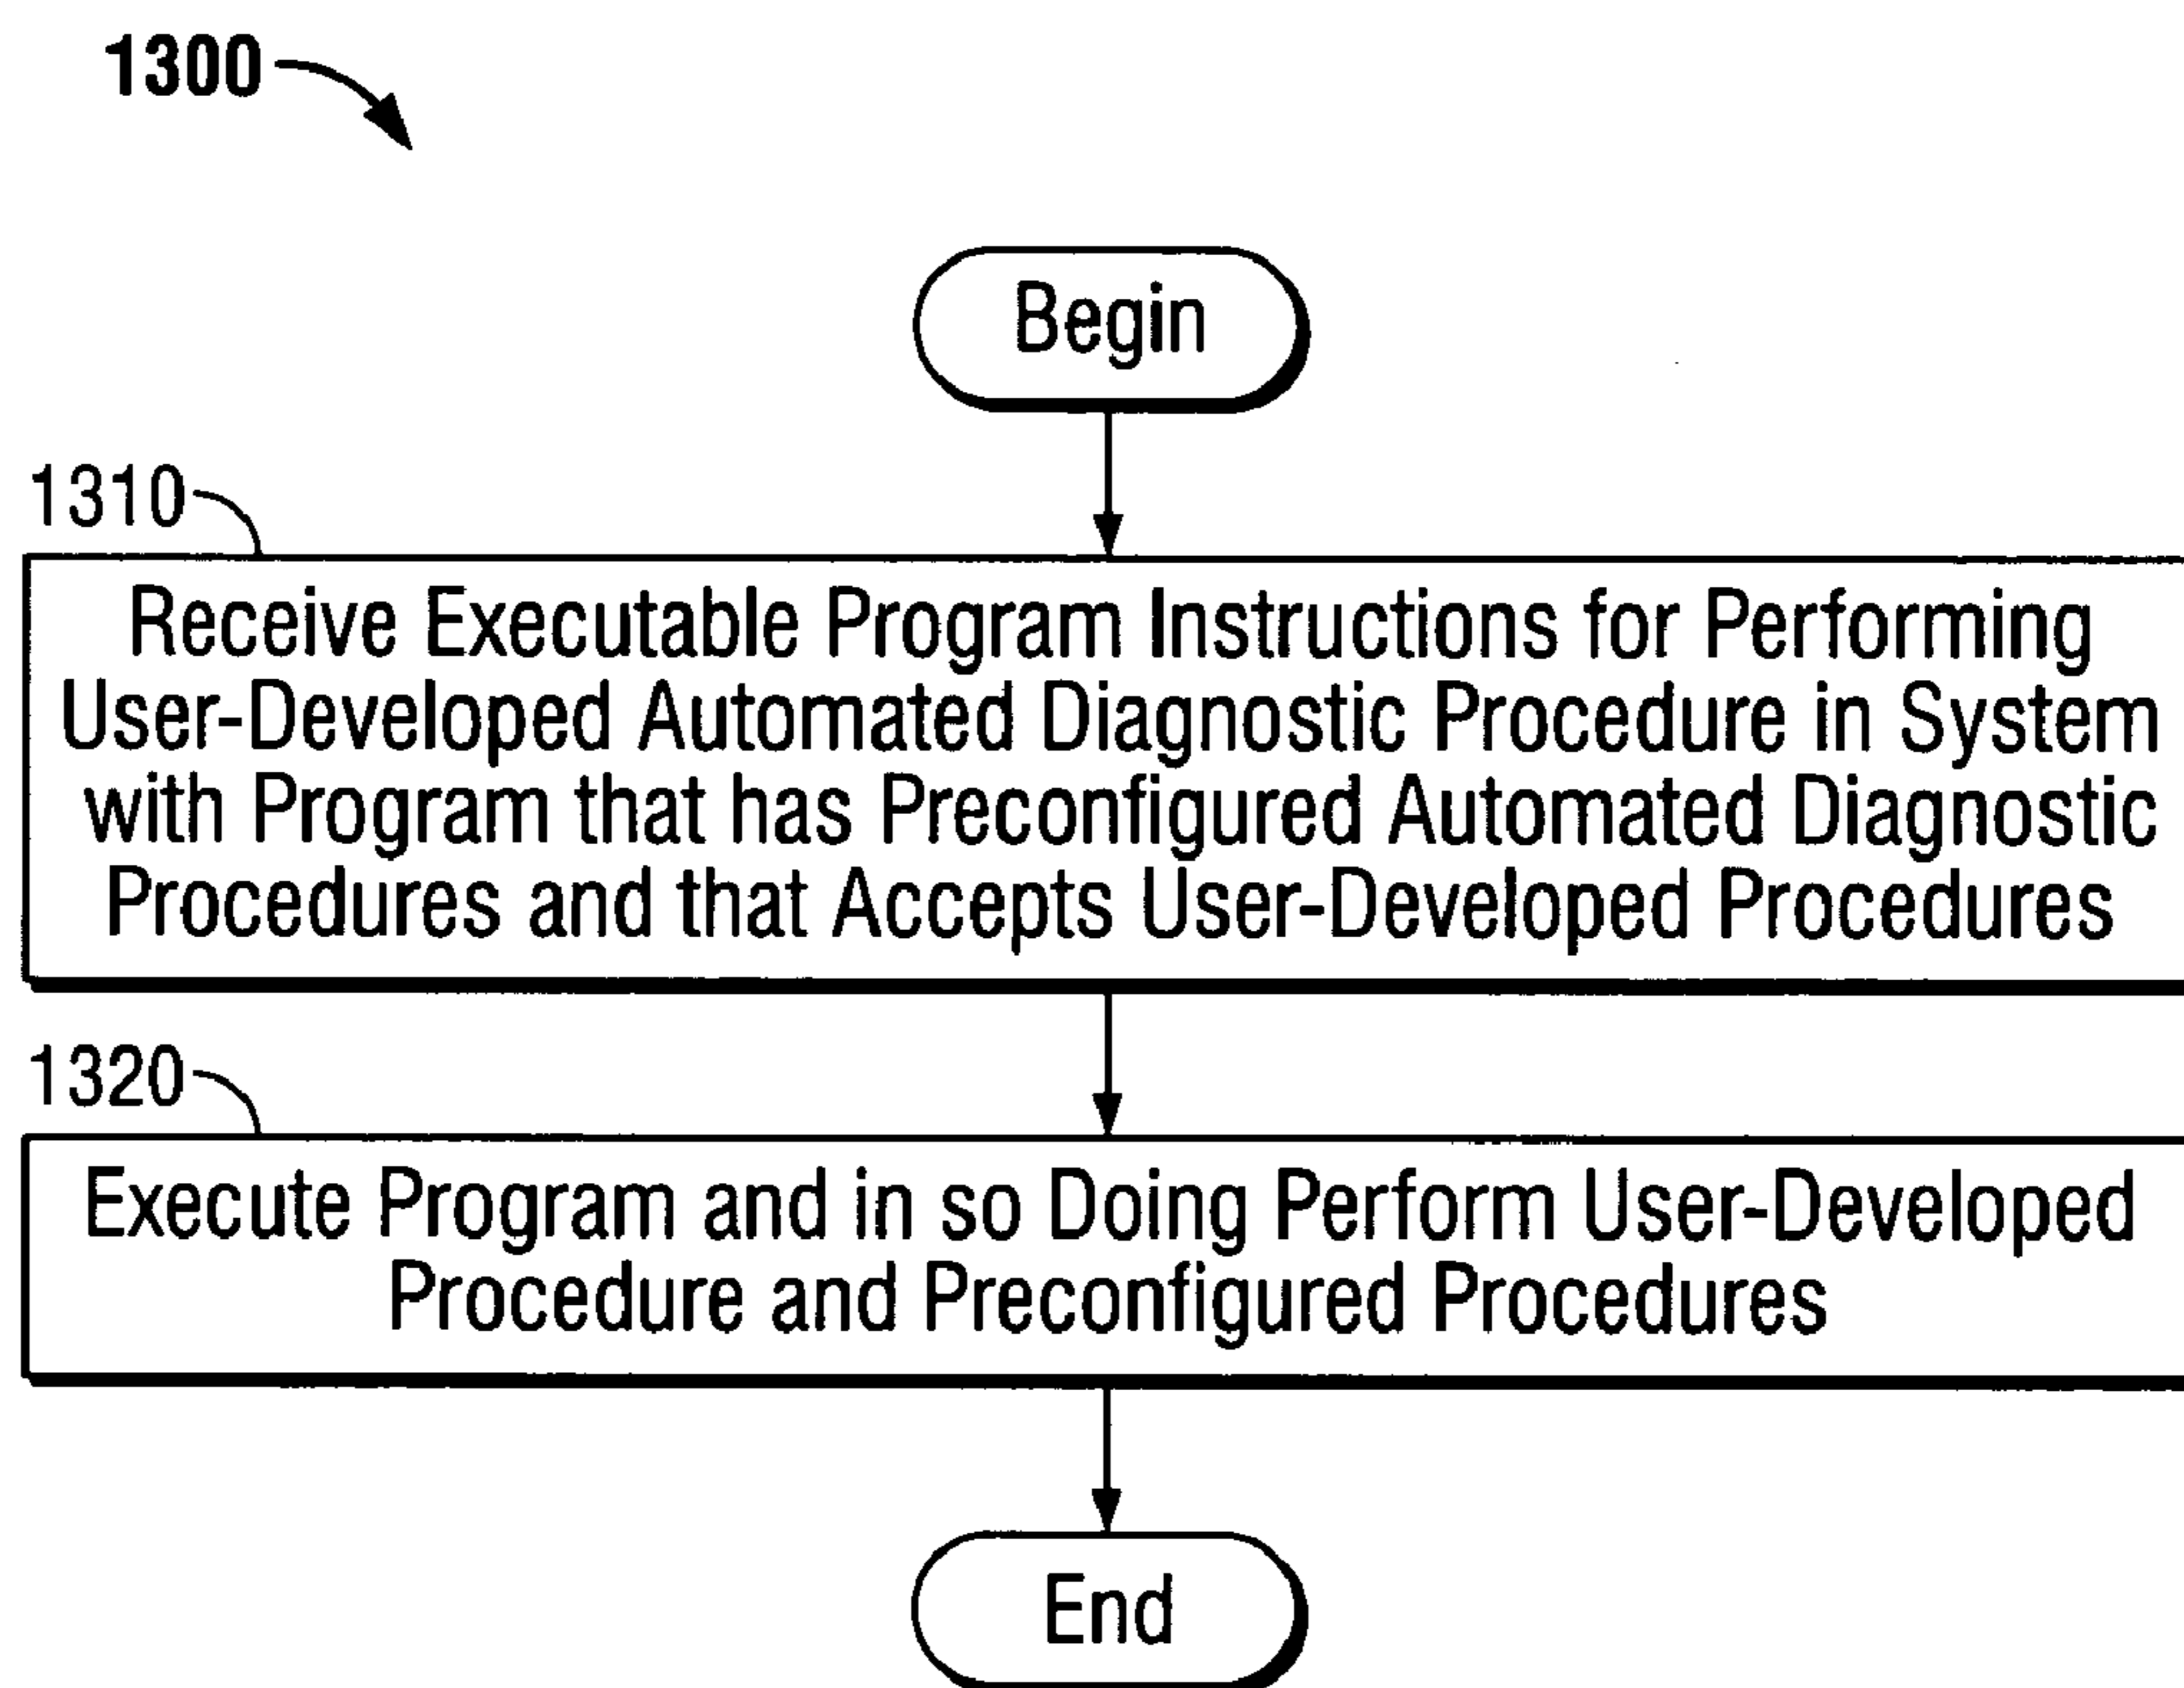 1300
Begin
1310
Receive Executable Program Instructions for Performing
User-Developed Automated Diagnostic Procedure in System
with Program that has Preconfigured Automated Diagnostic
Procedures and that Accepts User-Developed Procedures
1320
Execute Program and in so Doing Perform User-Developed
Procedure and Preconfigured Procedures
End